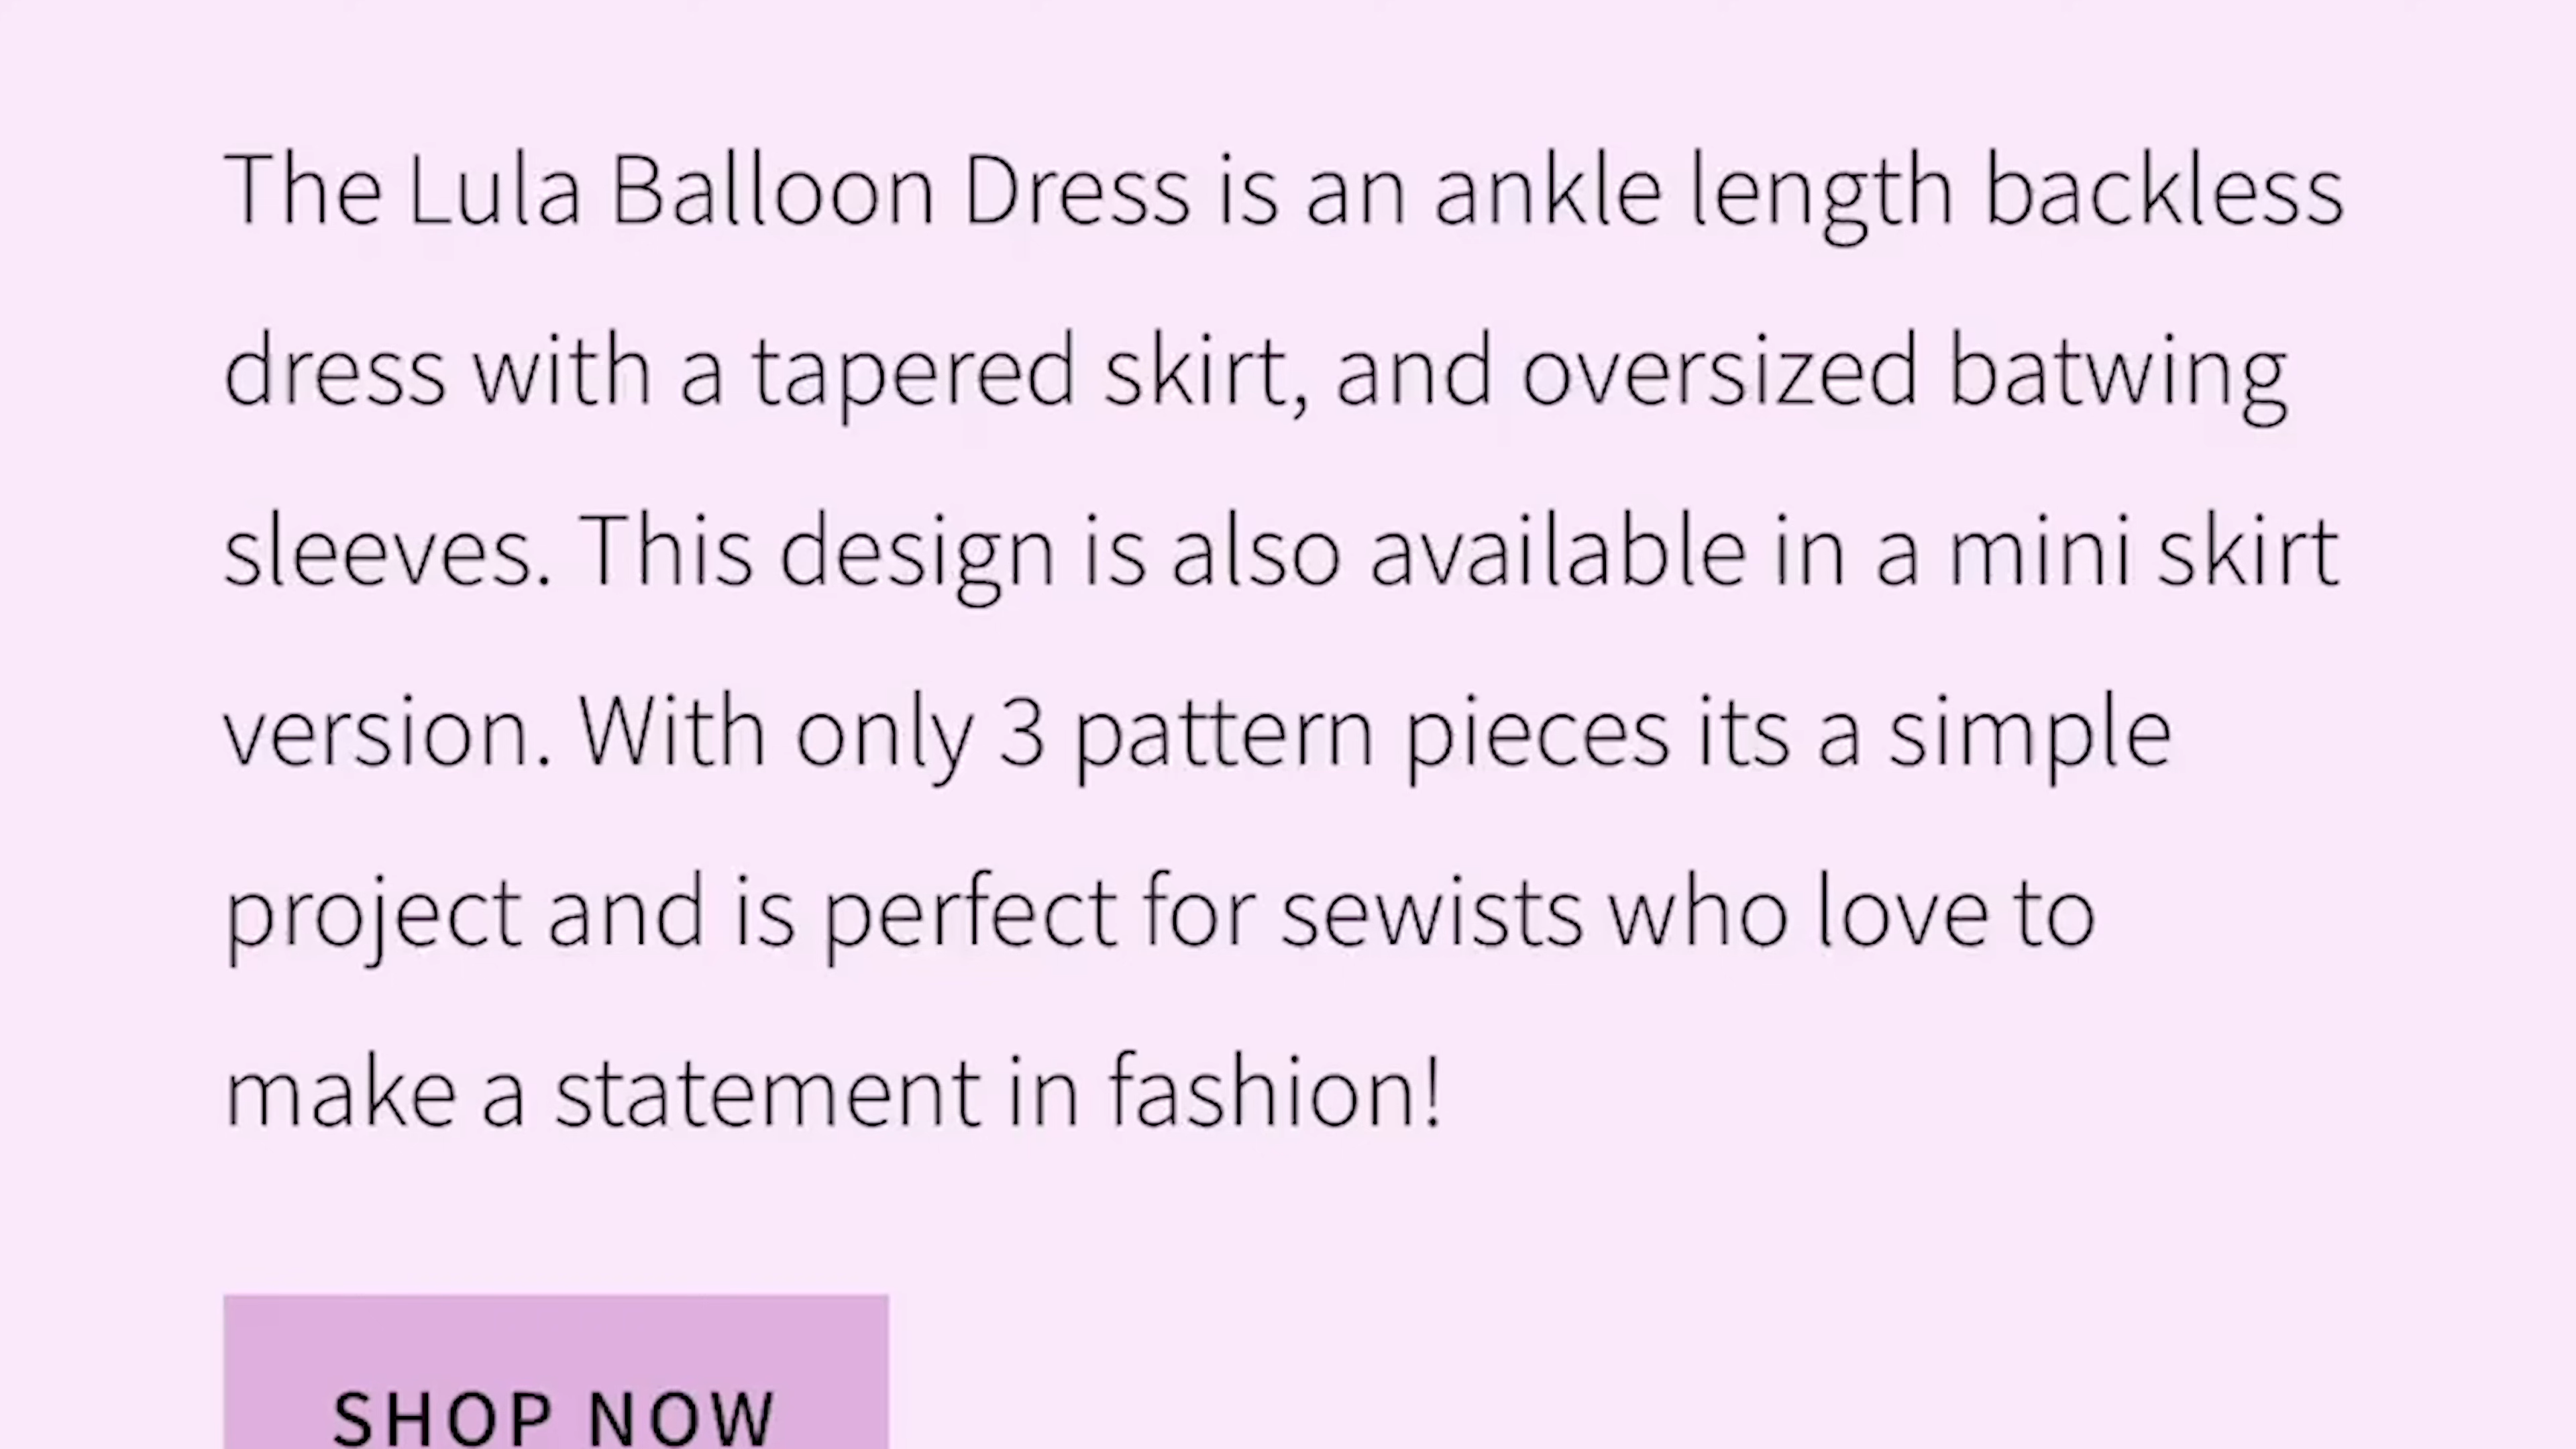 The Lula Balloon Dress is an ankle length backless
dress with a tapered skirt, and oversized batwing
sleeves. This design is also available in a mini skirt
version. With only 3 pattern pieces its a simple
project and is perfect for sewists who love to
make a statement in fashion!
SHOP NOW